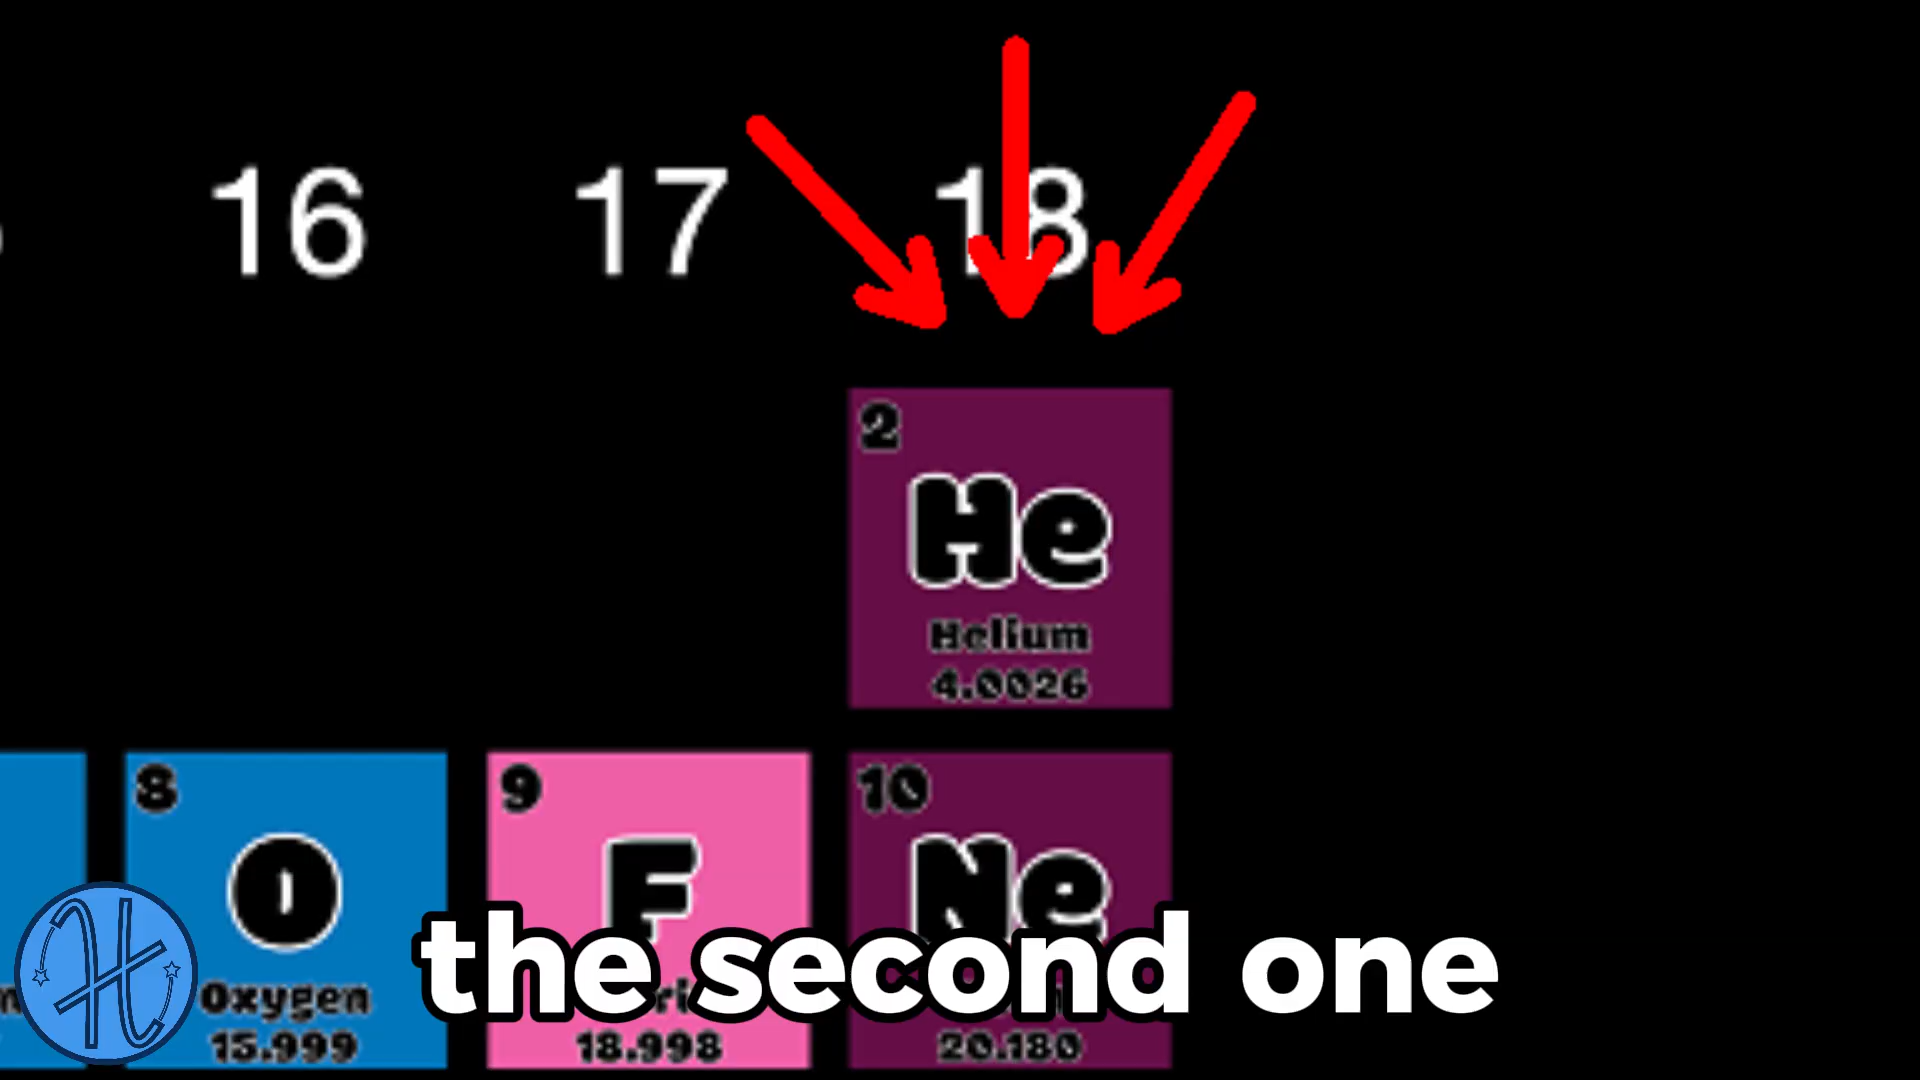 16 17 18
2
He
Helium
4.0026
8 9 10
O F Ne
the second one
Oxygen
15.999 18.998 20.180